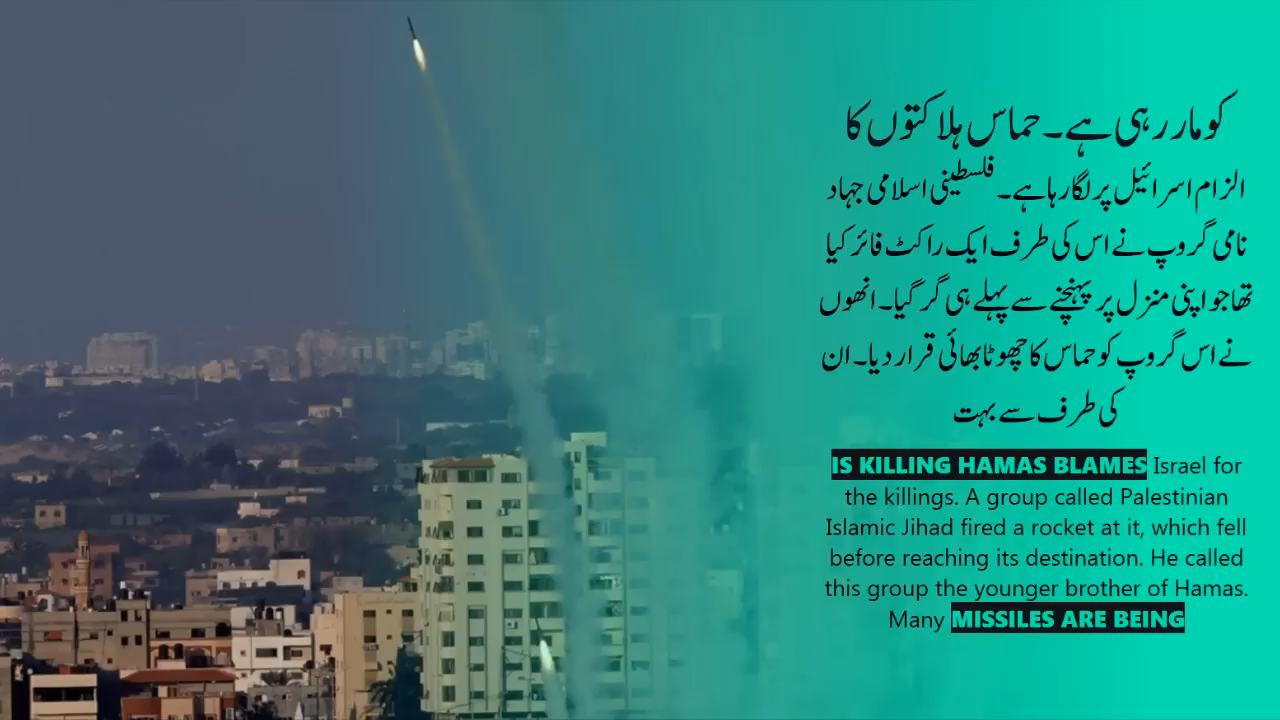 کو مار رہی ہے۔ حماس ہلاکتوں کا
الزام اسرائیل پر لگا رہا ہے۔ فلسطینی اسلامی جہاد
نامی گروپ نے اس کی طرف ایک راکٹ فائر کیا
تھا جو اپنی منزل پر پہنچنے سے پہلے ہی گر گیا۔ انھوں
نے اس گروپ کو حماس کا چھوٹا بھائی قرار دیا۔ ان
کی طرف سے بہت
IS KILLING HAMAS BLAMES Israel for
the killings. A group called Palestinian
Islamic Jihad fired a rocket at it, which fell
before reaching its destination. He called
this group the younger brother of Hamas.
Many MISSILES ARE BEING